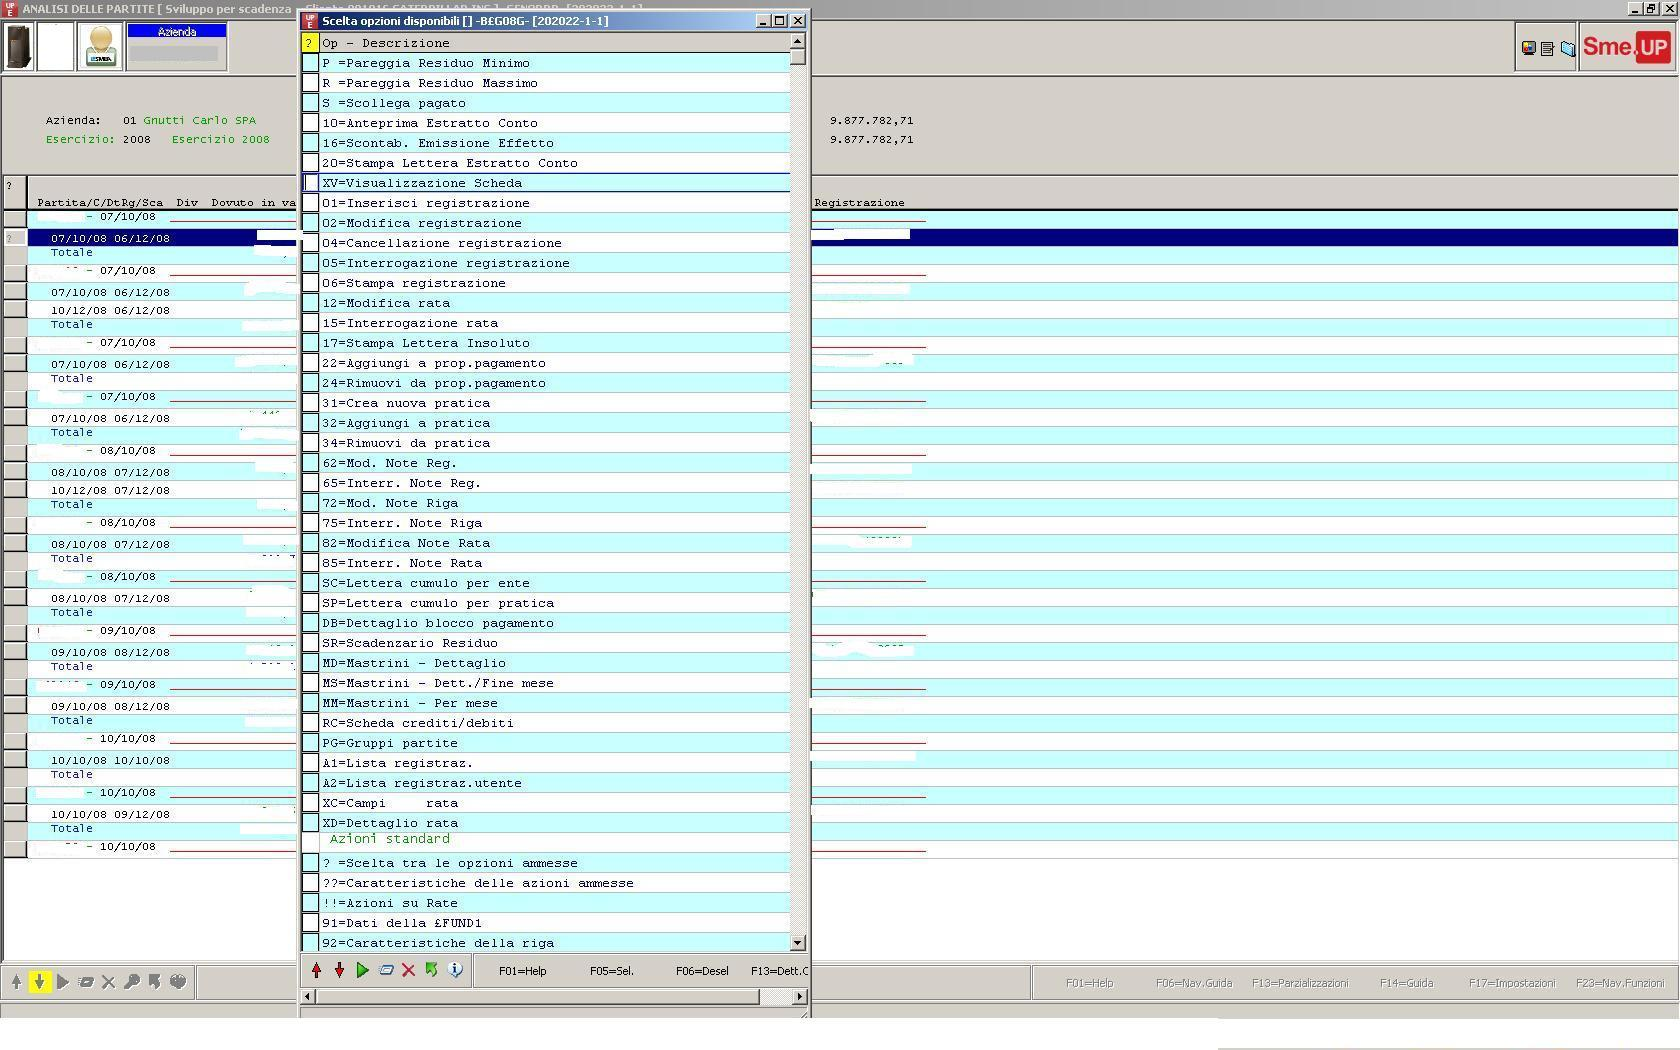 ANALISI DELLE PARTITE [ Sviluppo per scadenza
Scelta opzioni disponibili [] -B£G08G- [202022-1-1]
Azienda
Sme.UP
Azienda: 01 Gnutti Carlo SPA
Esercizio: 2008 Esercizio 2008
9.877.782,71
9.877.782,71
? Partita/C/DtRg/Sca Div Dovuto in va
Registrazione
- 07/10/08
? 07/10/08 06/12/08
Totale
- 07/10/08
07/10/08 06/12/08
10/12/08 06/12/08
Totale
- 07/10/08
07/10/08 06/12/08
Totale
- 07/10/08
07/10/08 06/12/08
Totale
- 08/10/08
08/10/08 07/12/08
10/12/08 07/12/08
Totale
- 08/10/08
08/10/08 07/12/08
Totale
- 08/10/08
08/10/08 07/12/08
Totale
- 09/10/08
09/10/08 08/12/08
Totale
- 09/10/08
09/10/08 08/12/08
Totale
- 10/10/08
10/10/08 10/10/08
Totale
- 10/10/08
10/10/08 09/12/08
Totale
- 10/10/08
? Op - Descrizione
P =Pareggia Residuo Minimo
R =Pareggia Residuo Massimo
S =Scollega pagato
10=Anteprima Estratto Conto
16=Scontab. Emissione Effetto
20=Stampa Lettera Estratto Conto
XV=Visualizzazione Scheda
01=Inserisci registrazione
02=Modifica registrazione
04=Cancellazione registrazione
05=Interrogazione registrazione
06=Stampa registrazione
12=Modifica rata
15=Interrogazione rata
17=Stampa Lettera Insoluto
22=Aggiungi a prop.pagamento
24=Rimuovi da prop.pagamento
31=Crea nuova pratica
32=Aggiungi a pratica
34=Rimuovi da pratica
62=Mod. Note Reg.
65=Interr. Note Reg.
72=Mod. Note Riga
75=Interr. Note Riga
82=Modifica Note Rata
85=Interr. Note Rata
SC=Lettera cumulo per ente
SP=Lettera cumulo per pratica
DB=Dettaglio blocco pagamento
SR=Scadenzario Residuo
MD=Mastrini - Dettaglio
MS=Mastrini - Dett./Fine mese
MM=Mastrini - Per mese
RC=Scheda crediti/debiti
PG=Gruppi partite
A1=Lista registraz.
A2=Lista registraz.utente
XC=Campi rata
XD=Dettaglio rata
Azioni standard
? =Scelta tra le opzioni ammesse
??=Caratteristiche delle azioni ammesse
!!=Azioni su Rate
91=Dati della £FUND1
92=Caratteristiche della riga
F01=Help F05=Sel. F06=Desel F13=Dett.C
F01=Help F06=Nav.Guida F13=Parzializzazioni F14=Guida F17=Impostazioni F23=Nav.Funzioni